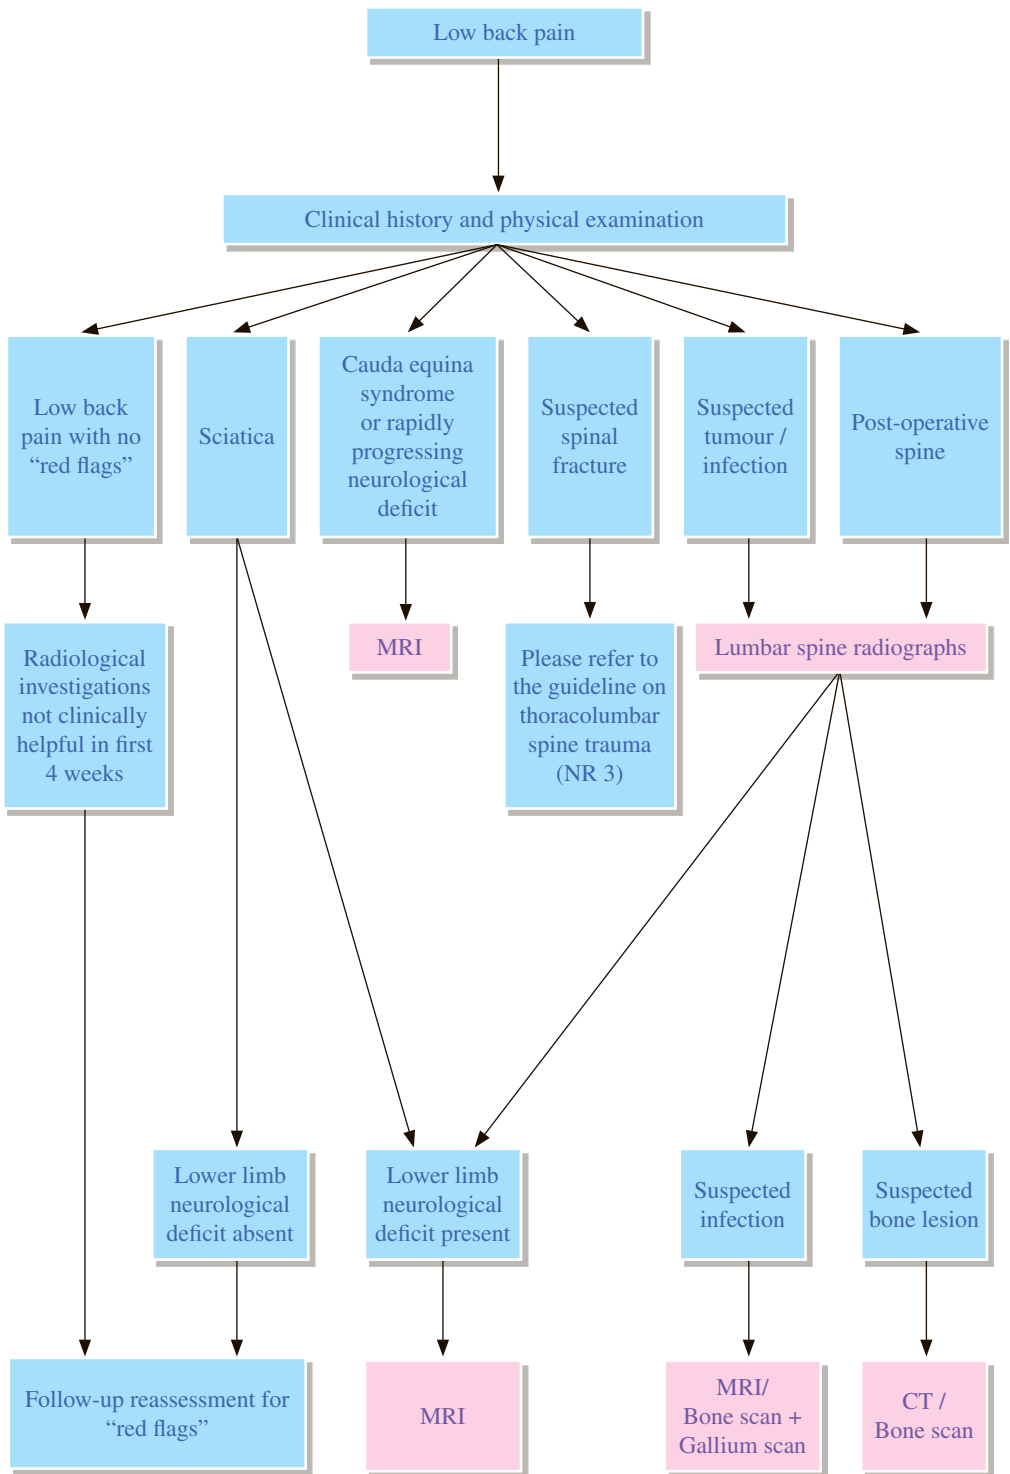 Low back pain
Clinical history and physical examination
Low back
pain with no
“red flags”
Sciatica
Cauda equina
syndrome
or rapidly
progressing
neurological
deficit
Suspected
spinal
fracture
Suspected
tumour /
infection
Post-operative
spine
Radiological
investigations
not clinically
helpful in first
4 weeks
MRI
Please refer to
the guideline on
thoracolumbar
spine trauma
(NR 3)
Lumbar spine radiographs
Lower limb
neurological
deficit absent
Lower limb
neurological
deficit present
Suspected
infection
Suspected
bone lesion
Follow-up reassessment for
“red flags”
MRI
MRI/
Bone scan +
Gallium scan
CT /
Bone scan